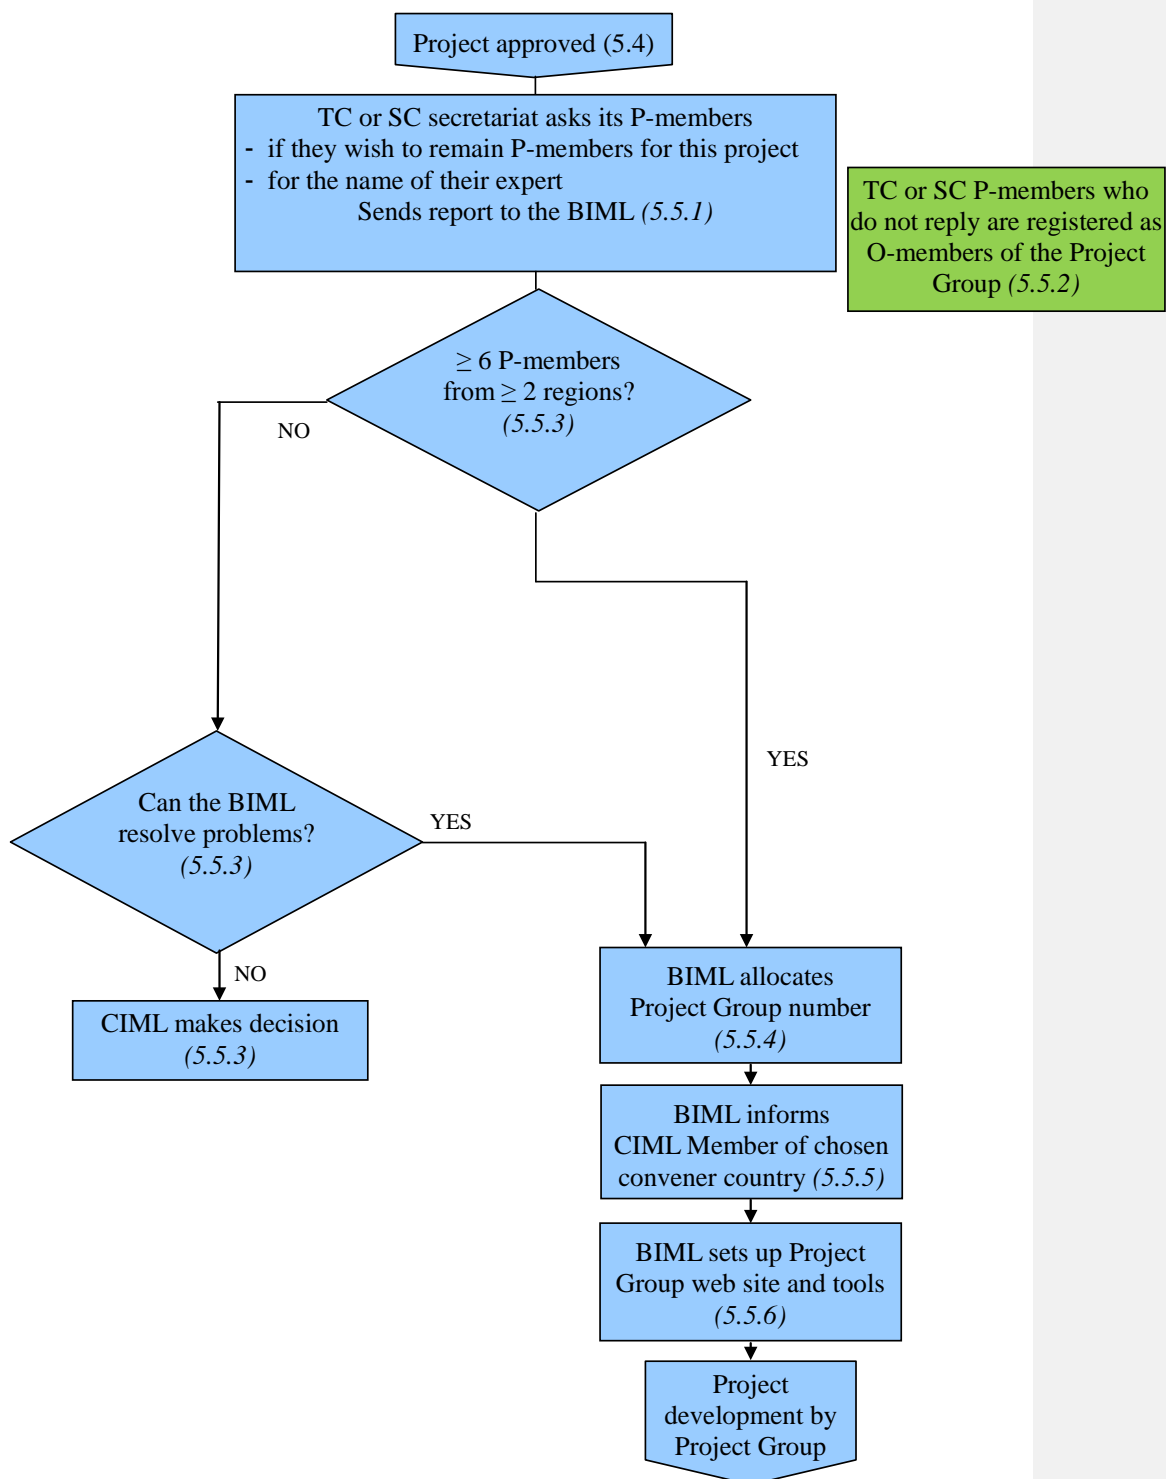 Project approved (5.4)
TC or SC secretariat asks its P-members
- if they wish to remain P-members for this project
- for the name of their expert
Sends report to the BIML (5.5.1)
TC or SC P-members who
do not reply are registered as
O-members of the Project
Group (5.5.2)
≥ 6 P-members
from ≥ 2 regions?
(5.5.3)
NO
YES
Can the BIML
resolve problems?
(5.5.3)
YES
NO
CIML makes decision
(5.5.3)
BIML allocates
Project Group number
(5.5.4)
BIML informs
CIML Member of chosen
convener country (5.5.5)
BIML sets up Project
Group web site and tools
(5.5.6)
Project
development by
Project Group